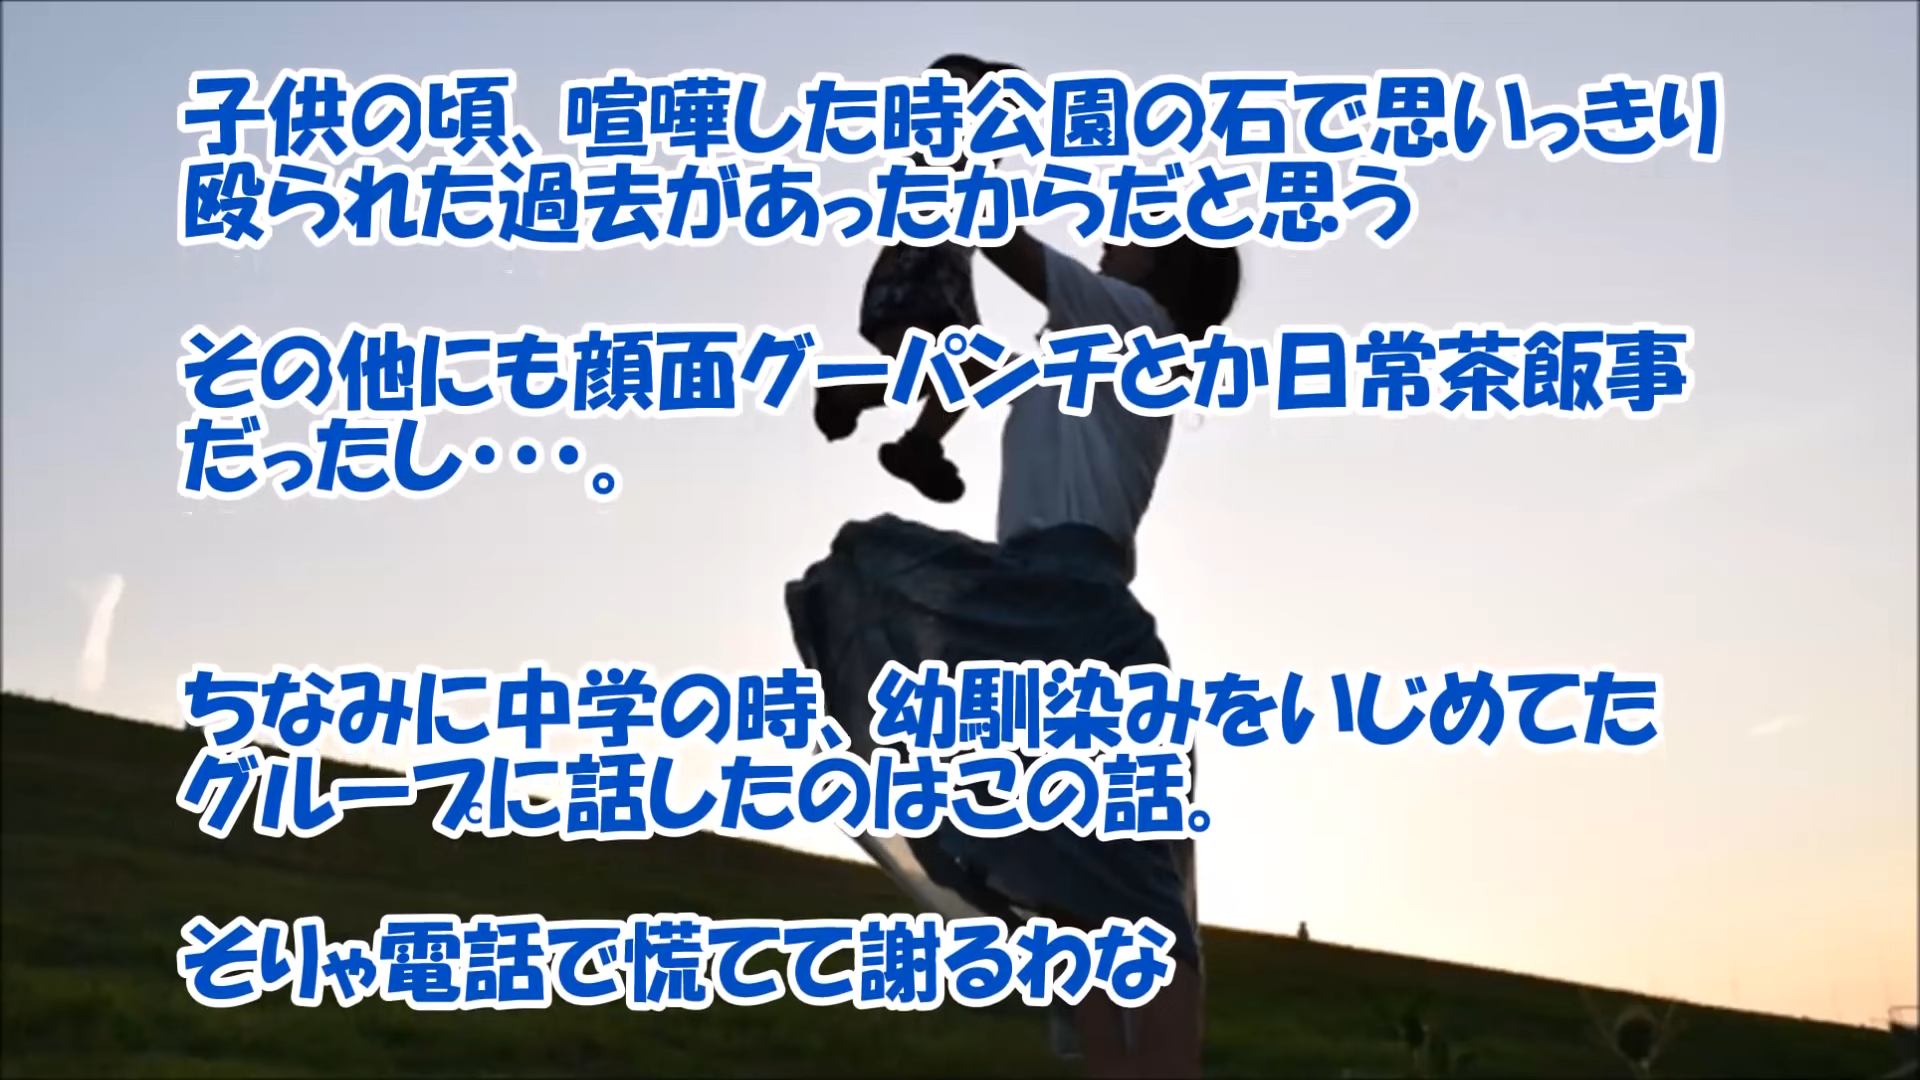 子供の頃、喧嘩した時公園の石で思いっきり
殴られた過去があったからだと思う
その他にも顔面グーパンチとか日常茶飯事
だったし・・・。
ちなみに中学の時、幼馴染みをいじめてた
グループに話したのはこの話。
そりゃ電話で慌てて謝るわな